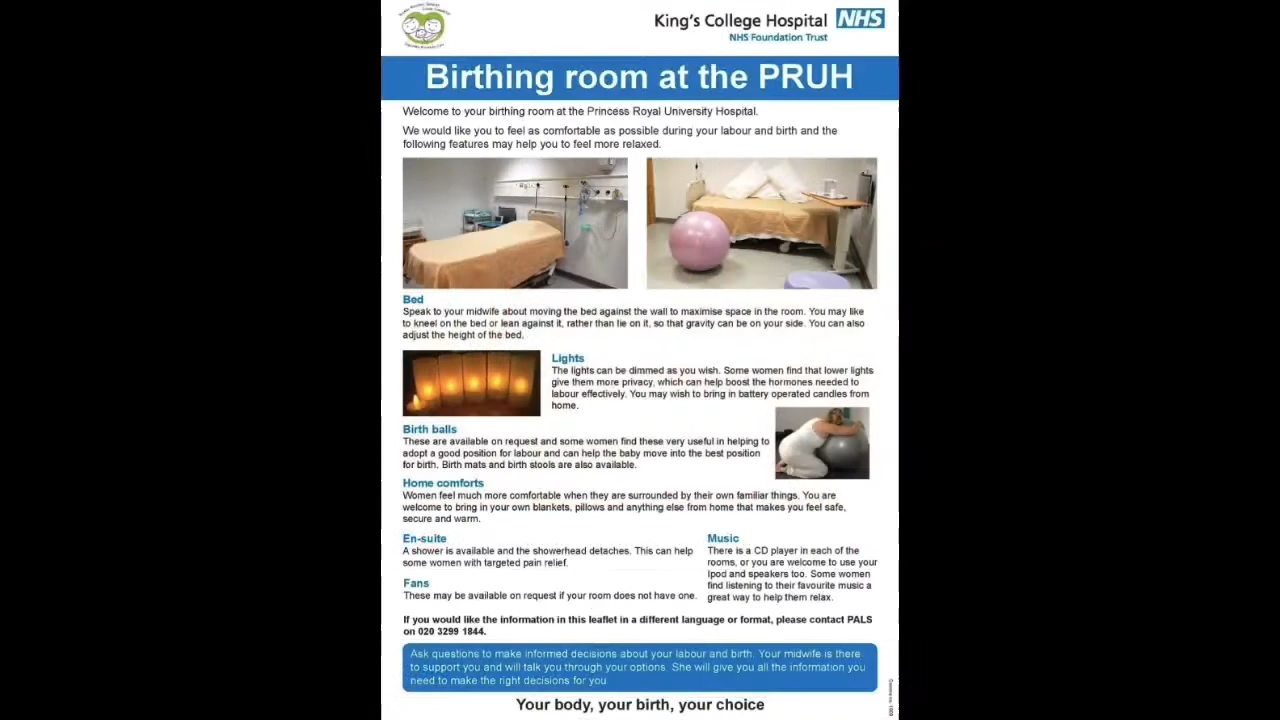 King's College Hospital NHS
NHS Foundation Trust
Birthing room at the PRUH
Welcome to your birthing room at the Princess Royal University Hospital.
We would like you to feel as comfortable as possible during your labour and birth and the
following features may help you to feel more relaxed.
Bed
Speak to your midwife about moving the bed against the wall to maximise space in the room. You may like
to kneel on the bed or lean against it, rather than lie on it, so that gravity can be on your side. You can also
adjust the height of the bed.
Lights
The lights can be dimmed as you wish. Some women find that lower lights
give them more privacy, which can help boost the hormones needed to
labour effectively. You may wish to bring in battery operated candles from
home.
Birth balls
These are available on request and some women find these very useful in helping to
adopt a good position for labour and can help the baby move into the best position
for birth. Birth mats and birth stools are also available.
Home comforts
Women feel much more comfortable when they are surrounded by their own familiar things. You are
welcome to bring in your own blankets, pillows and anything else from home that makes you feel safe,
secure and warm.
En-suite
A shower is available and the showerhead detaches. This can help
some women with targeted pain relief.
Fans
These may be available on request if your room does not have one.
Music
There is a CD player in each of the
rooms, or you are welcome to use your
Ipod and speakers too. Some women
find listening to their favourite music a
great way to help them relax.
If you would like the information in this leaflet in a different language or format, please contact PALS
on 020 3299 1844.
Ask questions to make informed decisions about your labour and birth. Your midwife is there
to support you and will talk you through your options. She will give you all the information you
need to make the right decisions for you
Your body, your birth, your choice